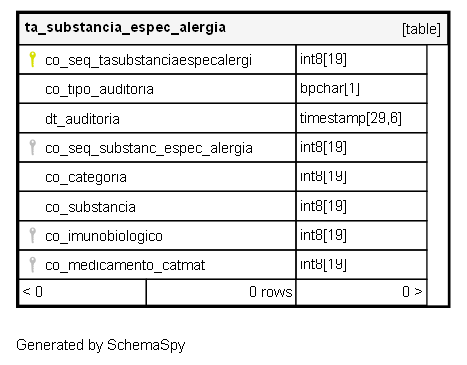 ta_substancia_espec_alergia [table]
co_seq_tasubstanciaespecalergi int8[19]
co_tipo_auditoria bpchar[1]
dt_auditoria timestamp[29,6]
co_seq_substanc_espec_alergia int8[19]
co_categoria int8[19]
co_substancia int8[19]
co_imunobiologico int8[19]
co_medicamento_catmat int8[19]
< 0 0 rows 0 >
Generated by SchemaSpy